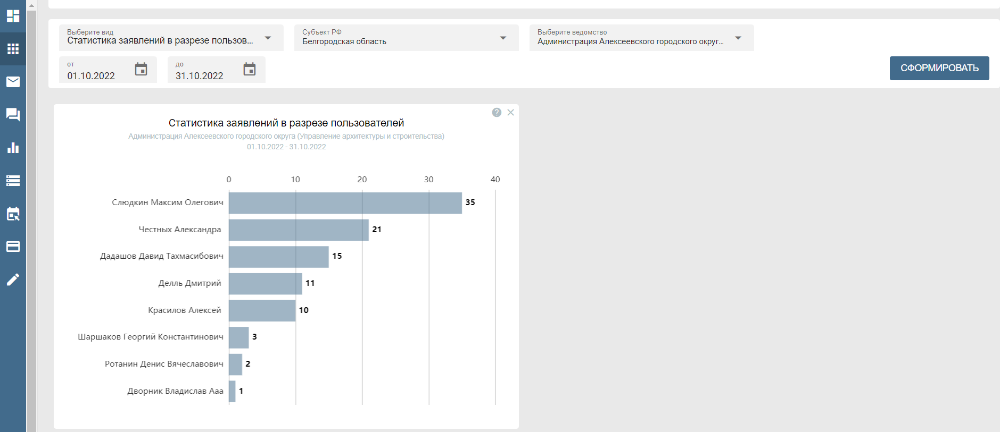 Выберите вид
Статистика заявлений в разрезе пользов...
Субъект РФ
Белгородская область
Выберите ведомство
Администрация Алексеевского городского округ...
от
01.10.2022
до
31.10.2022
СФОРМИРОВАТЬ
Статистика заявлений в разрезе пользователей
Администрация Алексеевского городского округа (Управление архитектуры и строительства)
01.10.2022 - 31.10.2022
0 10 20 30 40
Слюдкин Максим Олегович 35
Честных Александра 21
Дадашов Давид Тахмасибович 15
Делль Дмитрий 11
Красилов Алексей 10
Шаршаков Георгий Константинович 3
Ротанин Денис Вячеславович 2
Дворник Владислав Ааа 1